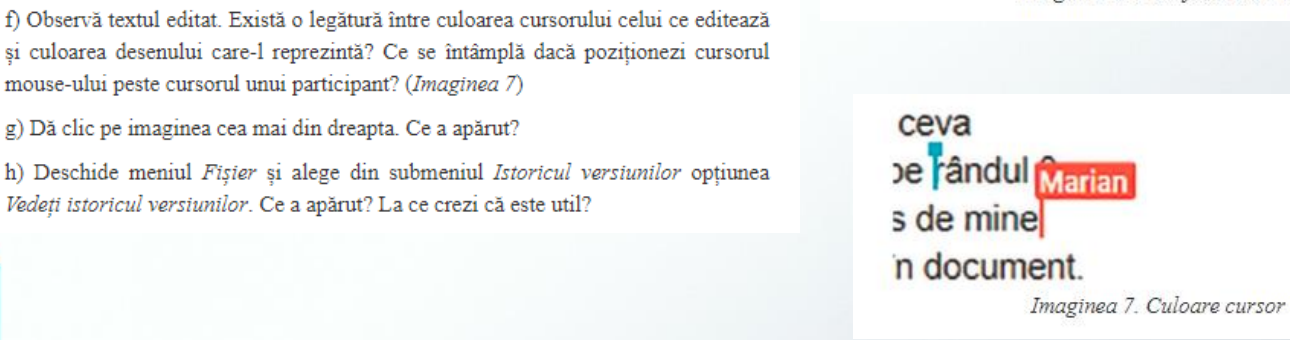 f) Observă textul editat. Există o legătură între culoarea cursorului celui ce editează
și culoarea desenului care-l reprezintă? Ce se întâmplă dacă poziționezi cursorul
mouse-ului peste cursorul unui participant? (Imaginea 7)
g) Dă clic pe imaginea cea mai din dreapta. Ce a apărut?
h) Deschide meniul Fișier și alege din submeniul Istoricul versiunilor opțiunea
Vedeți istoricul versiunilor. Ce a apărut? La ce crezi că este util?
ceva
rândul
Marian
de mine
document.
Imaginea 7. Culoare cursor